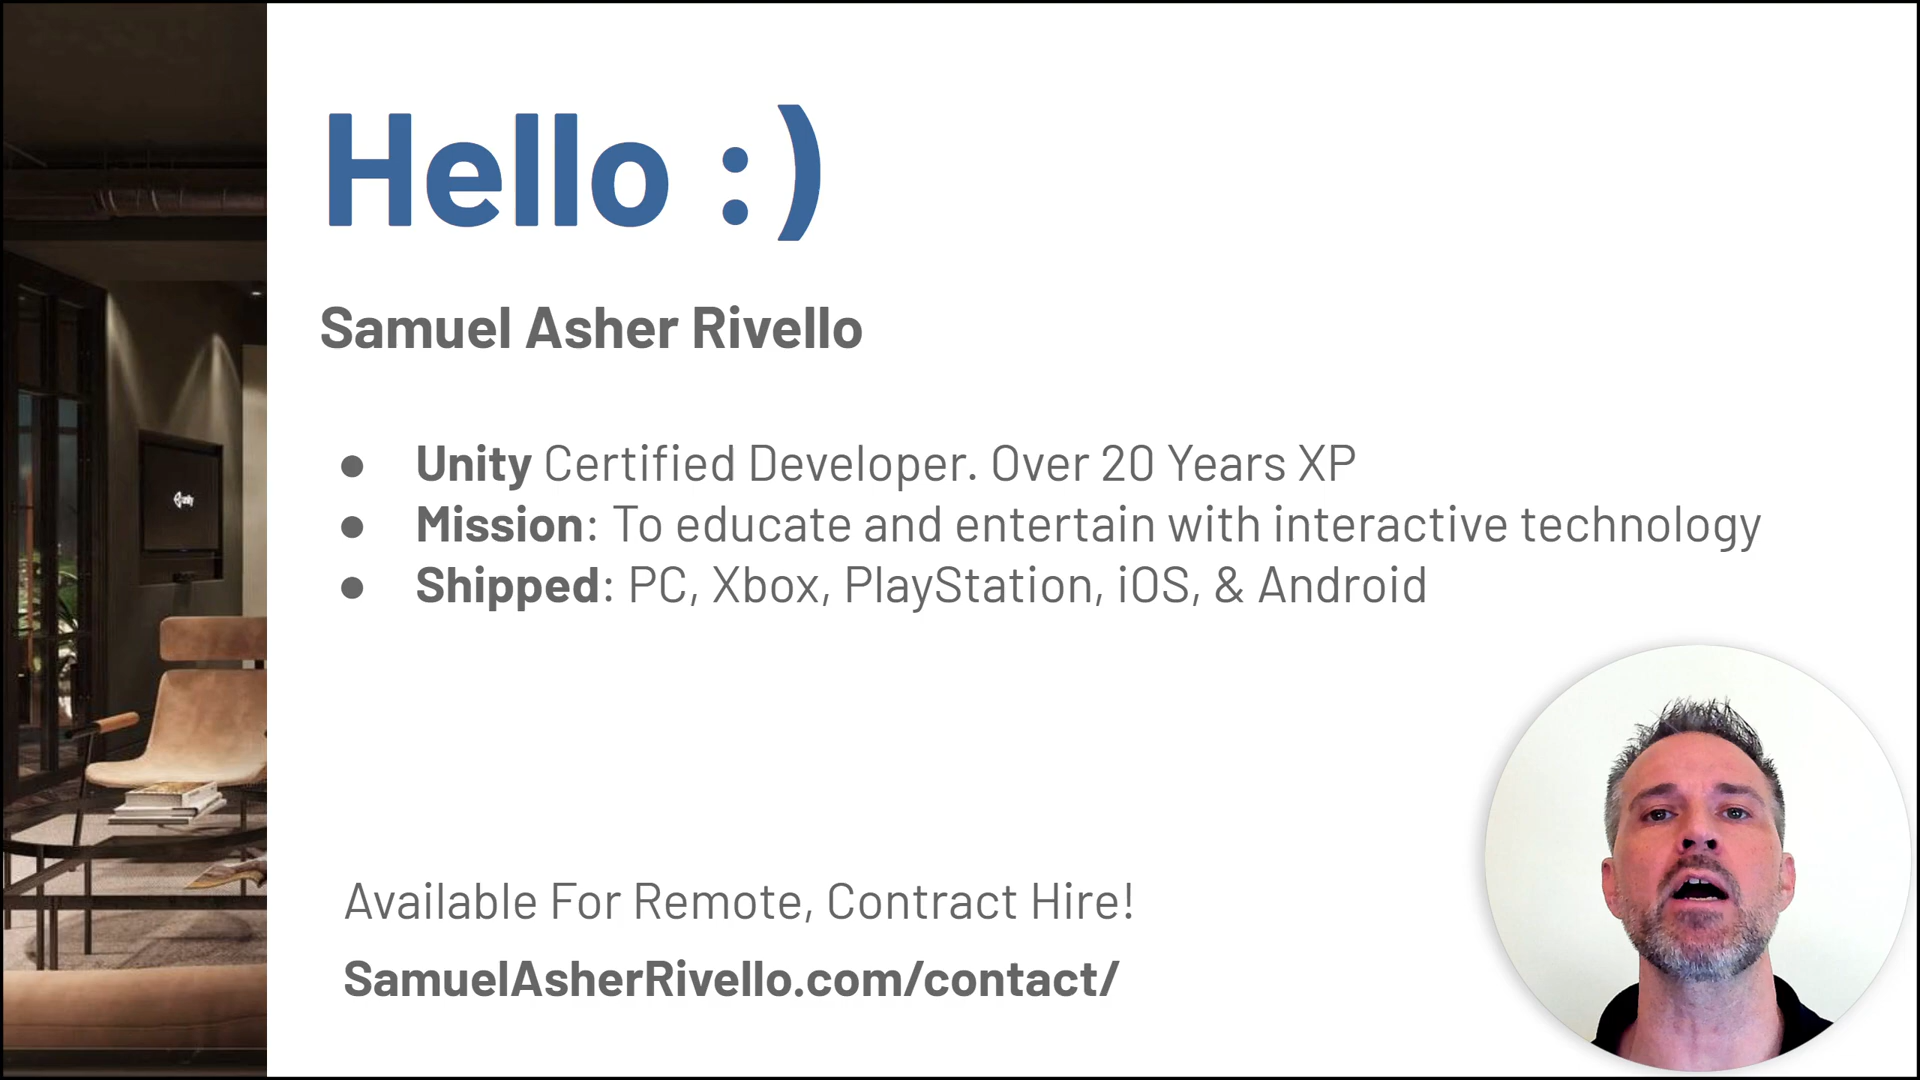 Hello :)
Samuel Asher Rivello
● Unity Certified Developer. Over 20 Years XP
● Mission: To educate and entertain with interactive technology
● Shipped: PC, Xbox, PlayStation, iOS, & Android
Available For Remote, Contract Hire!
SamuelAsherRivello.com/contact/
unity